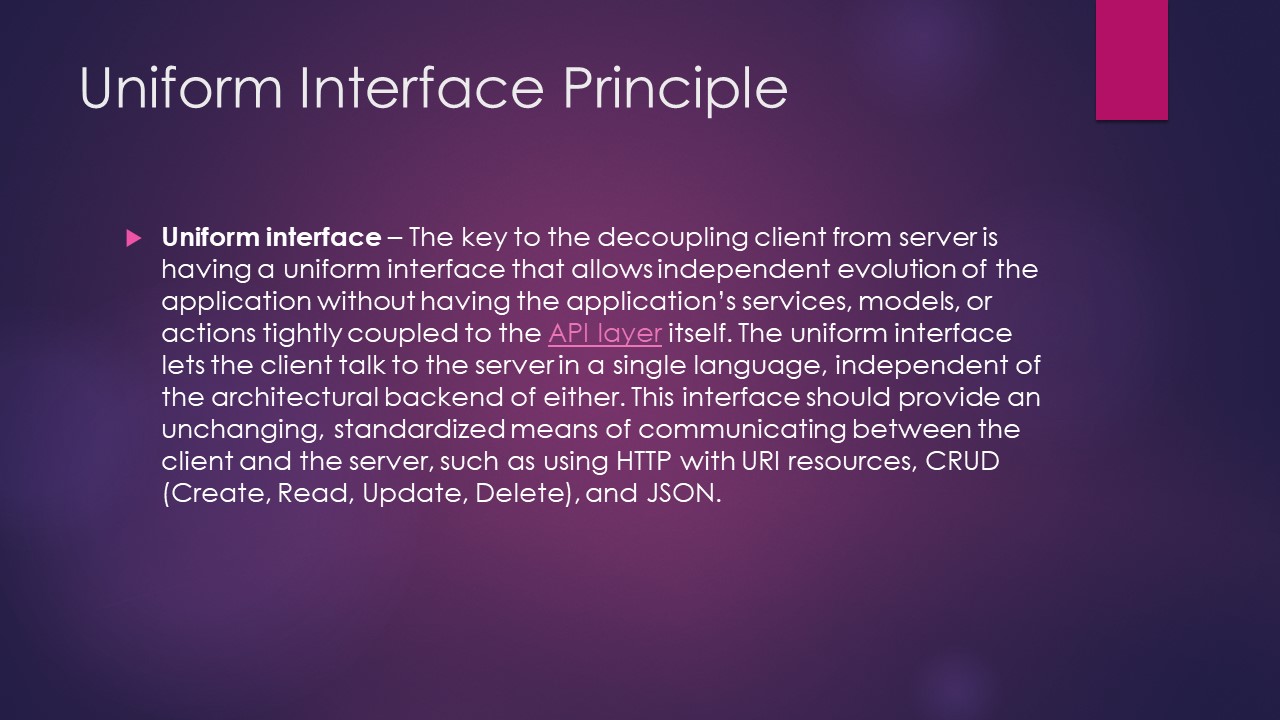 Uniform Interface Principle
Uniform interface – The key to the decoupling client from server is
having a uniform interface that allows independent evolution of the
application without having the application’s services, models, or
actions tightly coupled to the API layer itself. The uniform interface
lets the client talk to the server in a single language, independent of
the architectural backend of either. This interface should provide an
unchanging, standardized means of communicating between the
client and the server, such as using HTTP with URI resources, CRUD
(Create, Read, Update, Delete), and JSON.